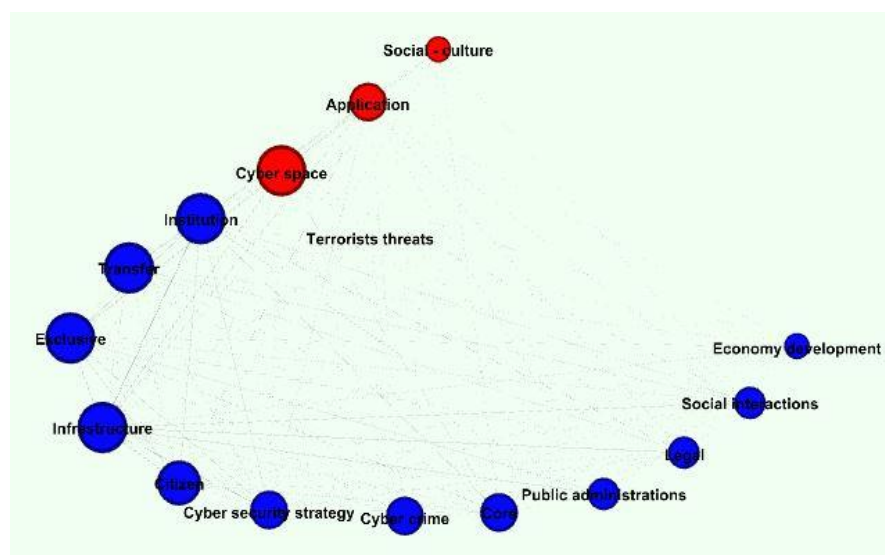 Social - culture
Application
Cyber space
Institution
Terrorists threats
Transfer
Exclusive
Economy development
Social interactions
Infrastructure
Legal
Citizen
Public administrations
Cyber security strategy
Cyber crime
Core